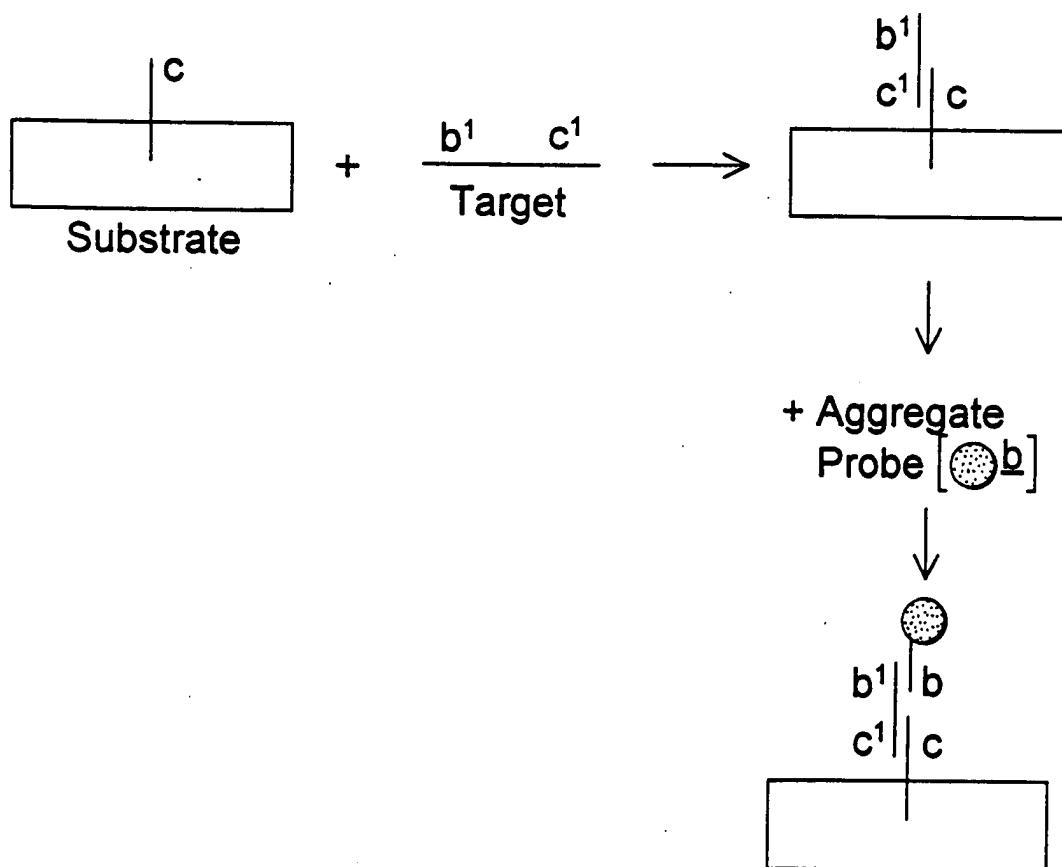 c
+
b¹ c¹
Target
Substrate
b¹
c¹ c
+ Aggregate
Probe [ b ]
b¹ b
c¹ c